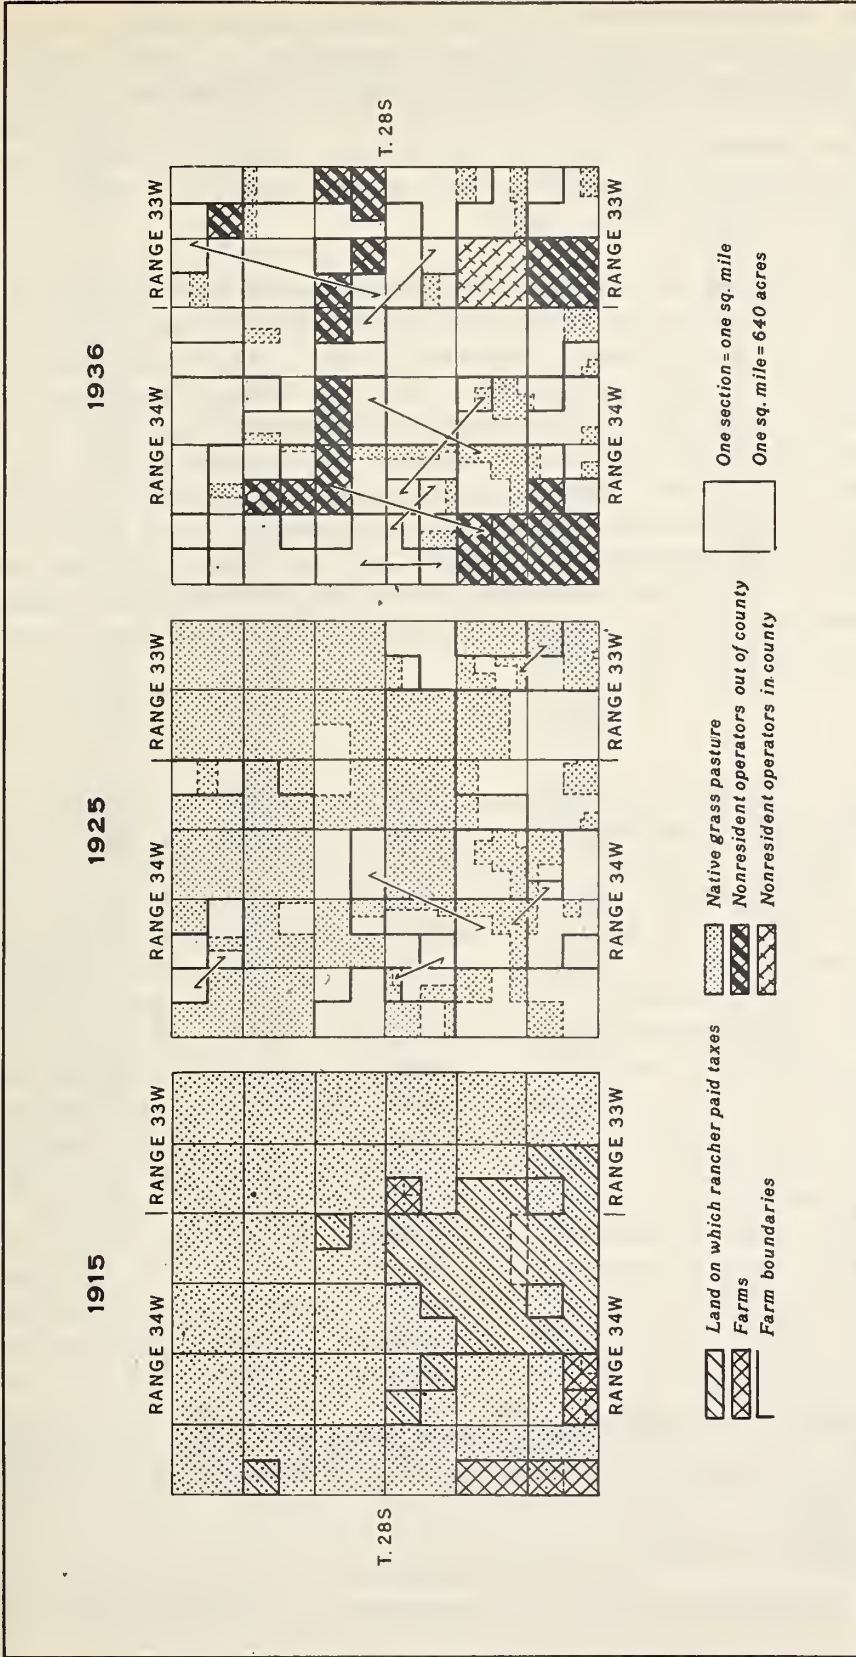 1915
1925
1936
RANGE 34W
RANGE 33W
RANGE 34W
RANGE 33W
RANGE 34W
RANGE 33W
T. 28S
T. 28S
RANGE 34W
RANGE 33W
RANGE 34W
RANGE 33W
RANGE 34W
RANGE 33W
Land on which rancher paid taxes
Farms
Farm boundaries
Native grass pasture
Nonresident operators out of county
Nonresident operators in county
One section = one sq. mile
One sq. mile = 640 acres